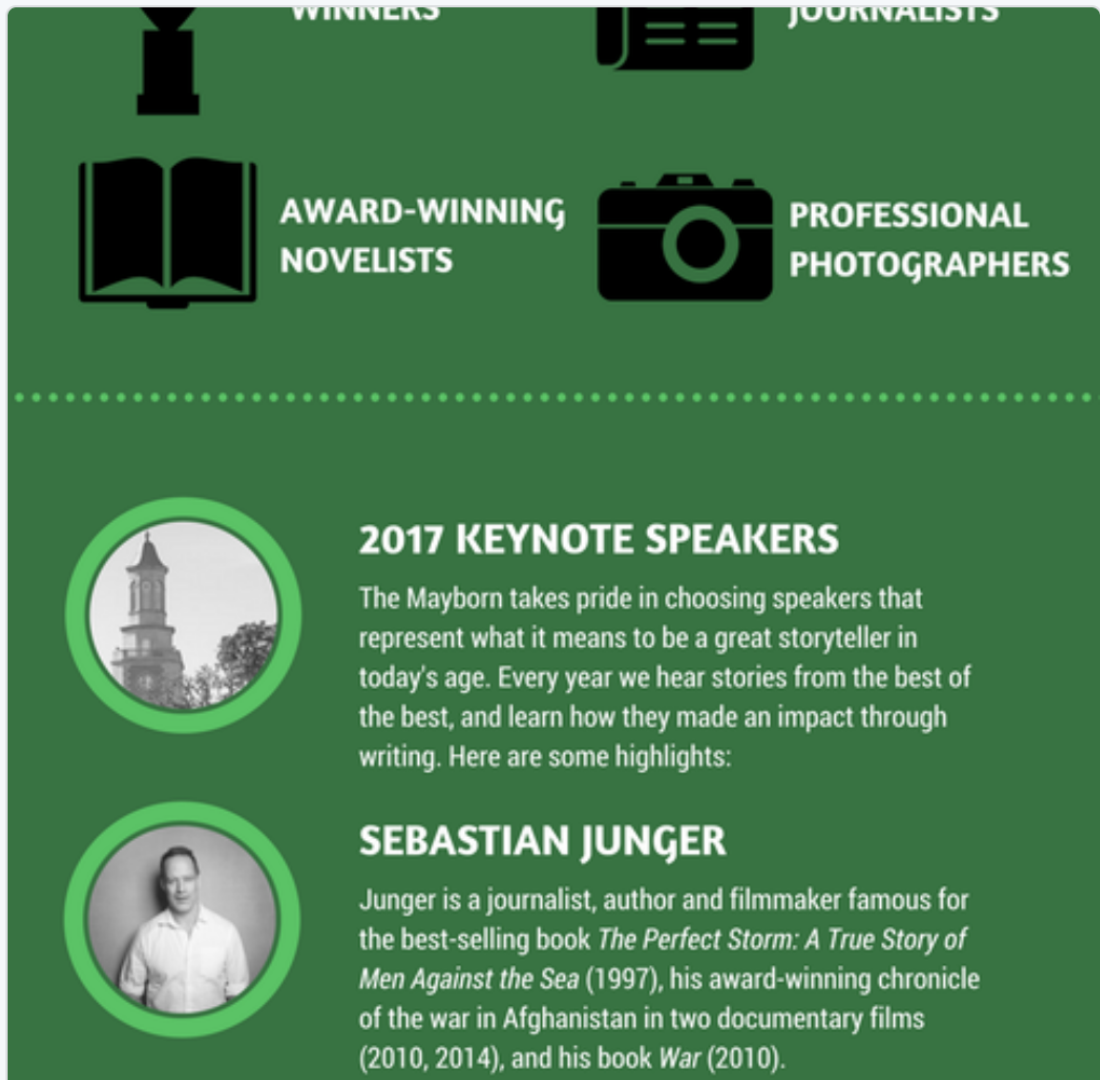 WINNERS
JOURNALISTS
AWARD-WINNING
NOVELISTS
PROFESSIONAL
PHOTOGRAPHERS
2017 KEYNOTE SPEAKERS
The Mayborn takes pride in choosing speakers that
represent what it means to be a great storyteller in
today's age. Every year we hear stories from the best of
the best, and learn how they made an impact through
writing. Here are some highlights:
SEBASTIAN JUNGER
Junger is a journalist, author and filmmaker famous for
the best-selling book The Perfect Storm: A True Story of
Men Against the Sea (1997), his award-winning chronicle
of the war in Afghanistan in two documentary films
(2010, 2014), and his book War (2010).